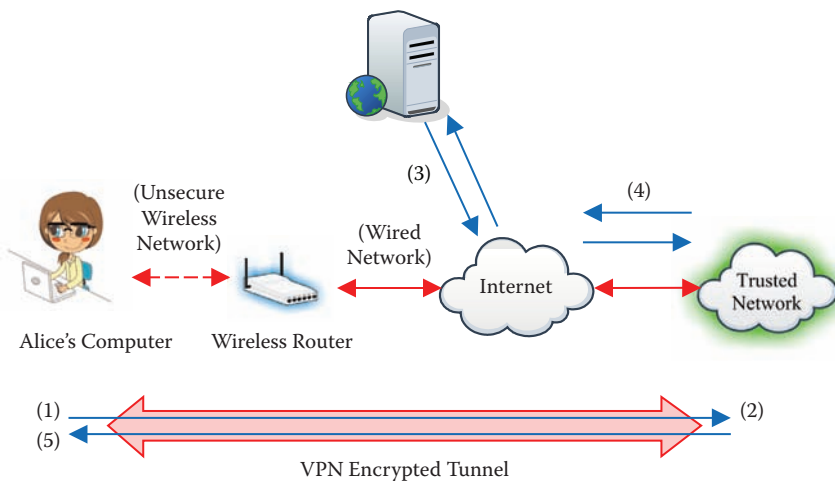 (3)
(4)
(Unsecure
Wireless
Network)
(Wired
Network)
Internet
Trusted
Network
Alice's Computer
Wireless Router
(1)
(2)
(5)
VPN Encrypted Tunnel